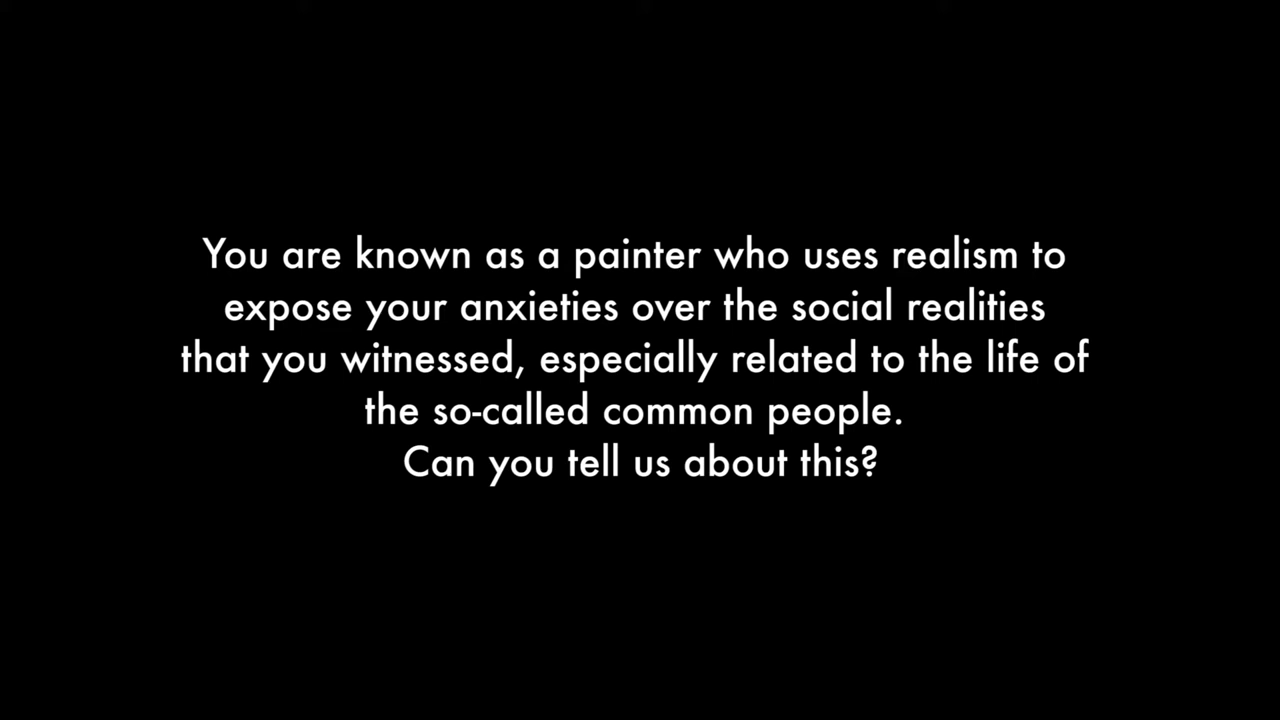 You are known as a painter who uses realism to
expose your anxieties over the social realities
that you witnessed, especially related to the life of
the so-called common people.
Can you tell us about this?